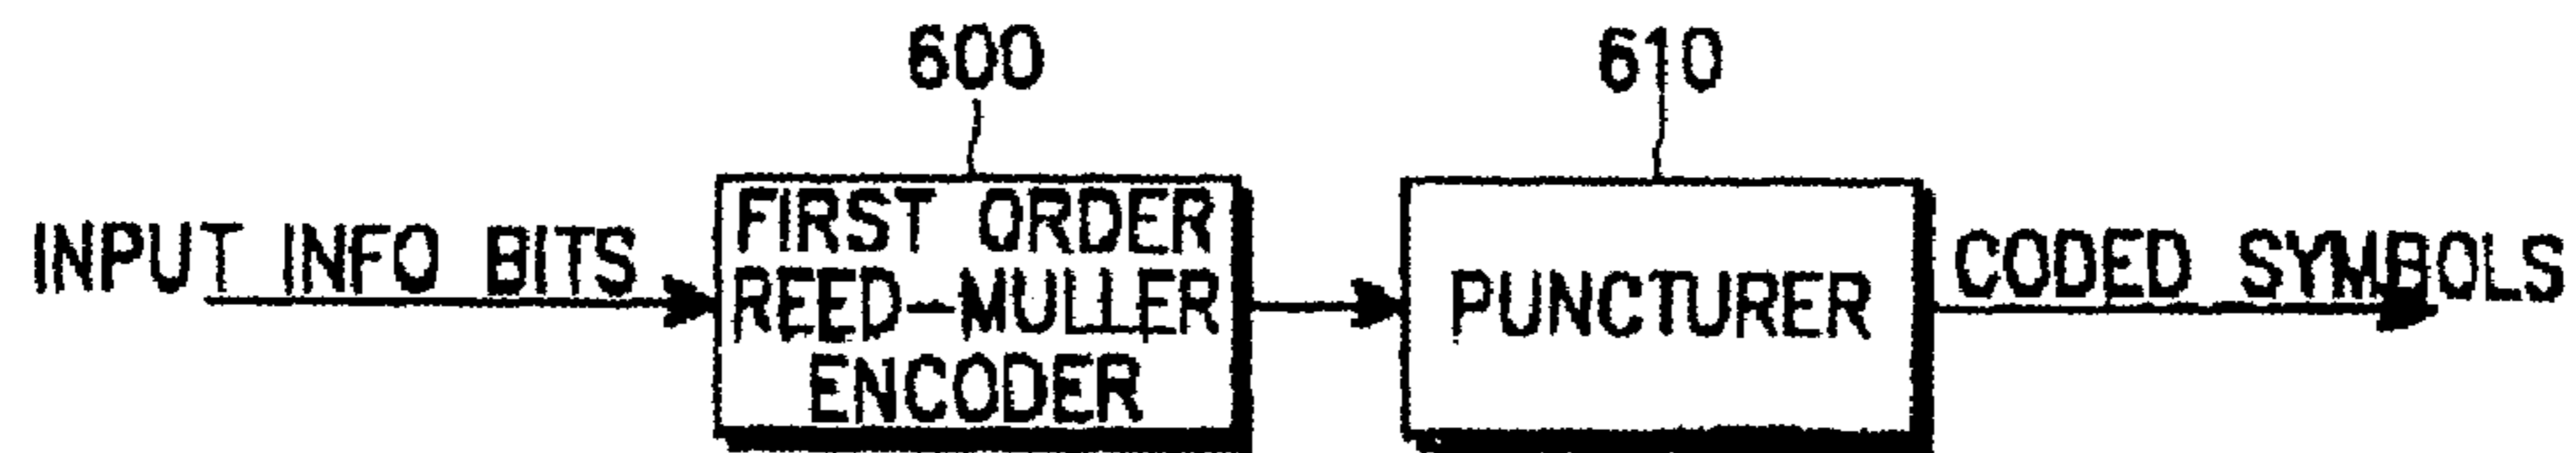 600
610
INPUT INFO BITS
FIRST ORDER
REED-MULLER
ENCODER
PUNCTURER
CODED SYMBOLS